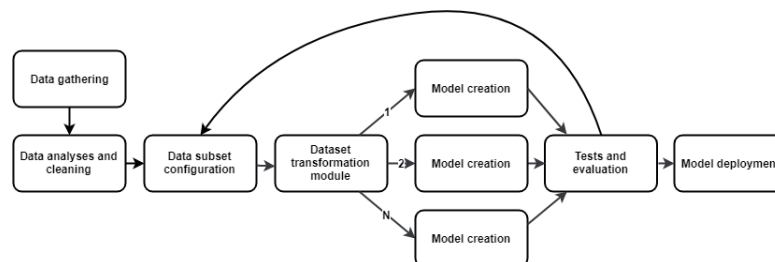 Data gathering
Data analyses and
cleaning
Data subset
configuration
Dataset
transformation
module
1
2
N
Model creation
Model creation
Model creation
Tests and
evaluation
Model deployment